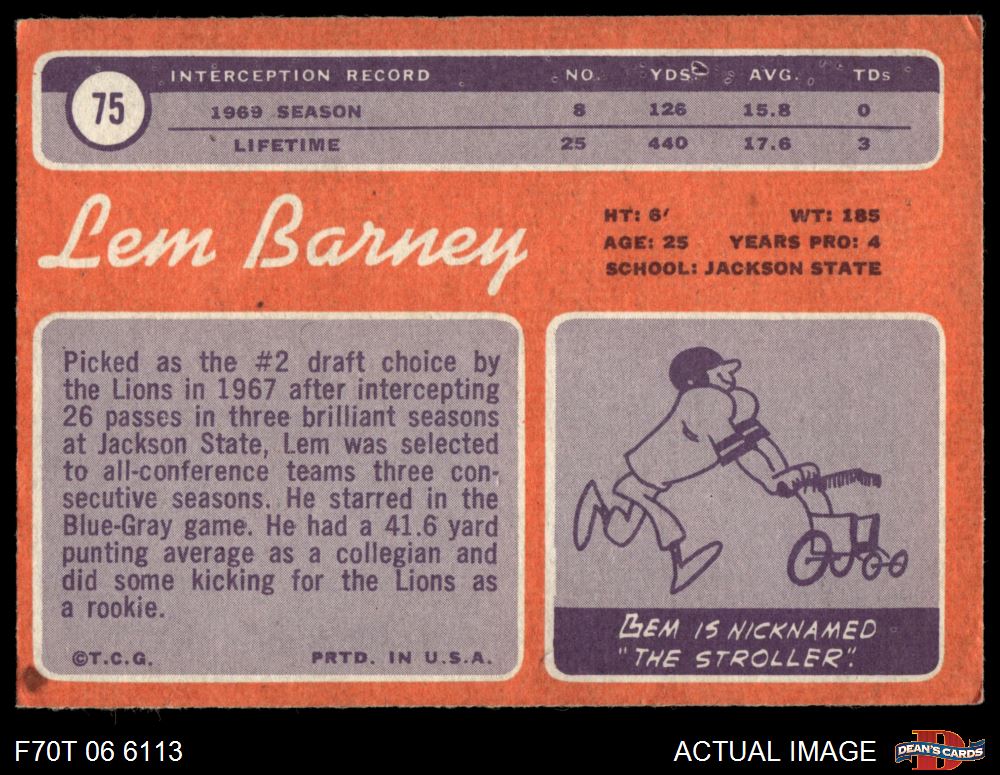 75
INTERCEPTION RECORD NO. YDS. AVG. TDs
1969 SEASON 8 126 15.8 0
LIFETIME 25 440 17.6 3
Lem Barney
HT: 6' WT: 185
AGE: 25 YEARS PRO: 4
SCHOOL: JACKSON STATE
Picked as the #2 draft choice by
the Lions in 1967 after intercepting
26 passes in three brilliant seasons
at Jackson State, Lem was selected
to all-conference teams three con-
secutive seasons. He starred in the
Blue-Gray game. He had a 41.6 yard
punting average as a collegian and
did some kicking for the Lions as
a rookie.
©T.C.G. PRTD. IN U.S.A.
LEM IS NICKNAMED
"THE STROLLER".
F70T 06 6113 ACTUAL IMAGE D DEAN'S CARDS